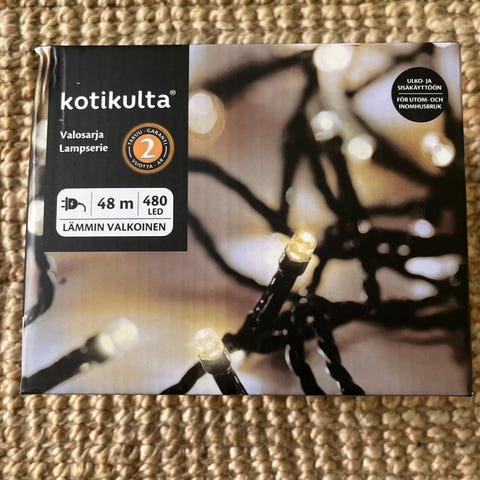 kotikulta®
Valosarja
Lampserie
TAKUU · GARANTI
2
VUOTTA · ÅR
48 m
480
LED
LÄMMIN VALKOINEN
ULKO- JA
SISÄKÄYTTÖÖN
FÖR UTOM- OCH
INOMHUSBRUK